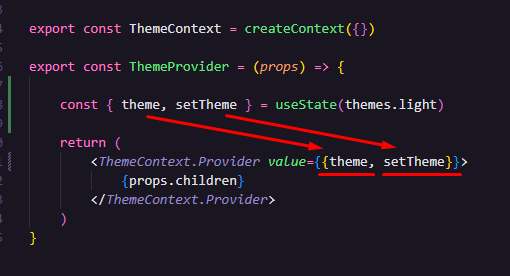 export const ThemeContext = createContext({})
export const ThemeProvider = (props) => {
const { theme, setTheme } = useState(themes.light)
return (
<ThemeContext.Provider value={{theme, setTheme}}>
{props.children}
</ThemeContext.Provider>
)
}